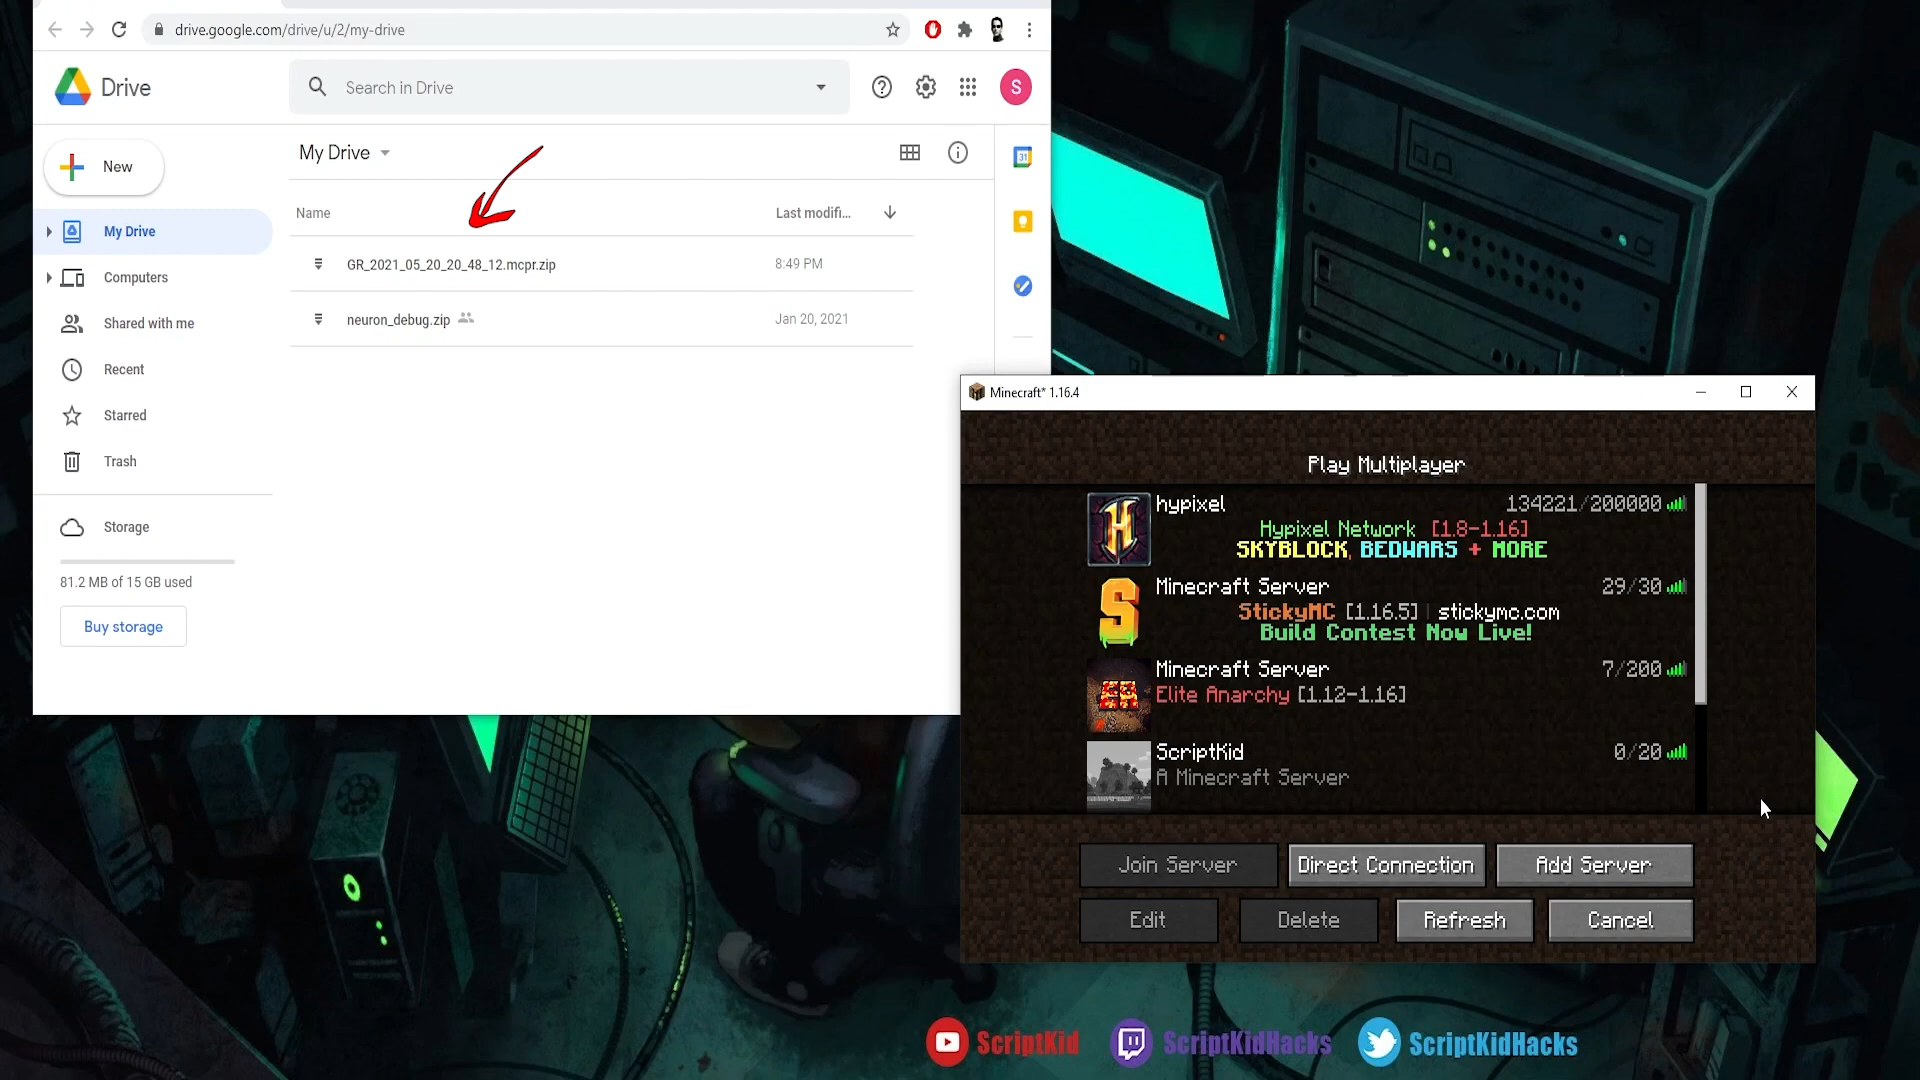 drive.google.com/drive/u/2/my-drive
Drive
Search in Drive
S
New
My Drive
Computers
Shared with me
Recent
Starred
Trash
Storage
81.2 MB of 15 GB used
Buy storage
My Drive
Name
Last modifi...
GR_2021_05_20_20_48_12.mcpr.zip
8:49 PM
neuron_debug.zip
Jan 20, 2021
31
Minecraft* 1.16.4
Play Multiplayer
H
hypixel
134221/200000
Hypixel Network [1.8-1.16]
SKYBLOCK, BEDWARS + MORE
S
Minecraft Server
29/30
StickyMC [1.16.5] | stickymc.com
Build Contest Now Live!
Minecraft Server
7/200
Elite Anarchy [1.12-1.16]
ScriptKid
0/20
A Minecraft Server
Join Server
Direct Connection
Add Server
Edit
Delete
Refresh
Cancel
ScriptKid
ScriptKidHacks
ScriptKidHacks